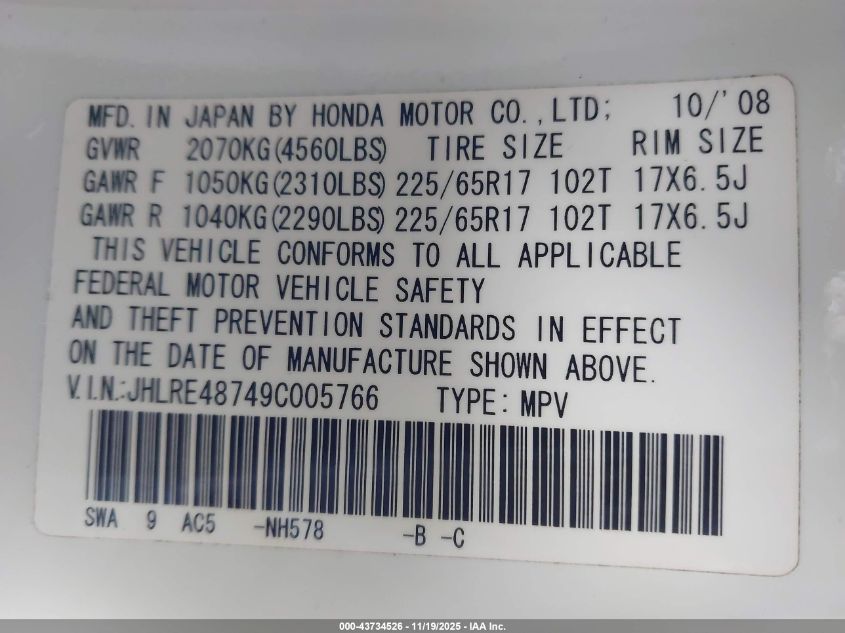 MFD. IN JAPAN BY HONDA MOTOR CO.,LTD; 10/'08
GVWR 2070KG(4560LBS) TIRE SIZE RIM SIZE
GAWR F 1050KG(2310LBS) 225/65R17 102T 17X6.5J
GAWR R 1040KG(2290LBS) 225/65R17 102T 17X6.5J
THIS VEHICLE CONFORMS TO ALL APPLICABLE
FEDERAL MOTOR VEHICLE SAFETY
AND THEFT PREVENTION STANDARDS IN EFFECT
ON THE DATE OF MANUFACTURE SHOWN ABOVE.
V.I.N.:JHLRE48749C005766 TYPE: MPV
SWA 9 AC5 -NH578 -B -C
000-43734526 - 11/19/2025 - IAA Inc.